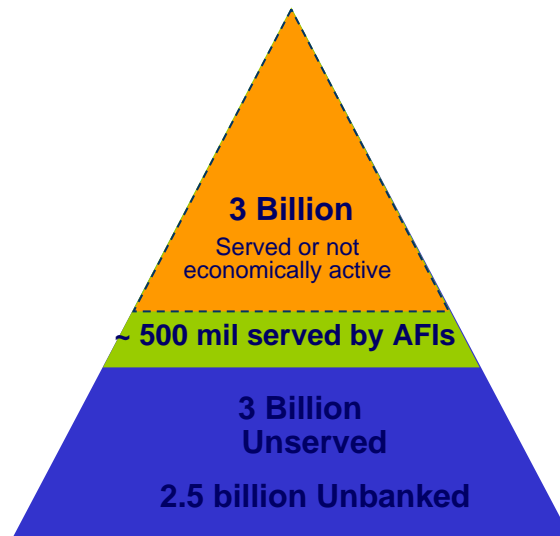 3 Billion
Served or not
economically active
~ 500 mil served by AFIs
3 Billion
Unserved
2.5 billion Unbanked